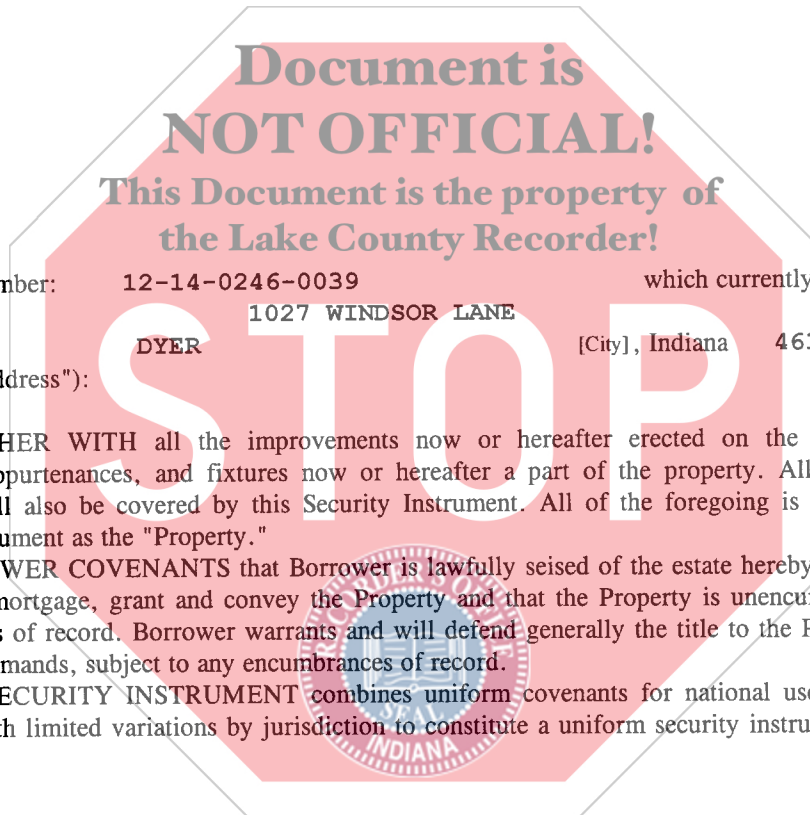 Document is
NOT OFFICIAL!
This Document is the property of
the Lake County Recorder!
mber: 12-14-0246-0039 which currently
1027 WINDSOR LANE
DYER [City], Indiana 463
ddress"):
STOP
HER WITH all the improvements now or hereafter erected on the
ppurtenances, and fixtures now or hereafter a part of the property. All
ll also be covered by this Security Instrument. All of the foregoing is
ument as the "Property."
WER COVENANTS that Borrower is lawfully seised of the estate hereby
mortgage, grant and convey the Property and that the Property is unencu
s of record. Borrower warrants and will defend generally the title to the P
mands, subject to any encumbrances of record.
ECURITY INSTRUMENT combines uniform covenants for national use
th limited variations by jurisdiction to constitute a uniform security instru
RECORDER'S OFFICE
SEAL
INDIANA